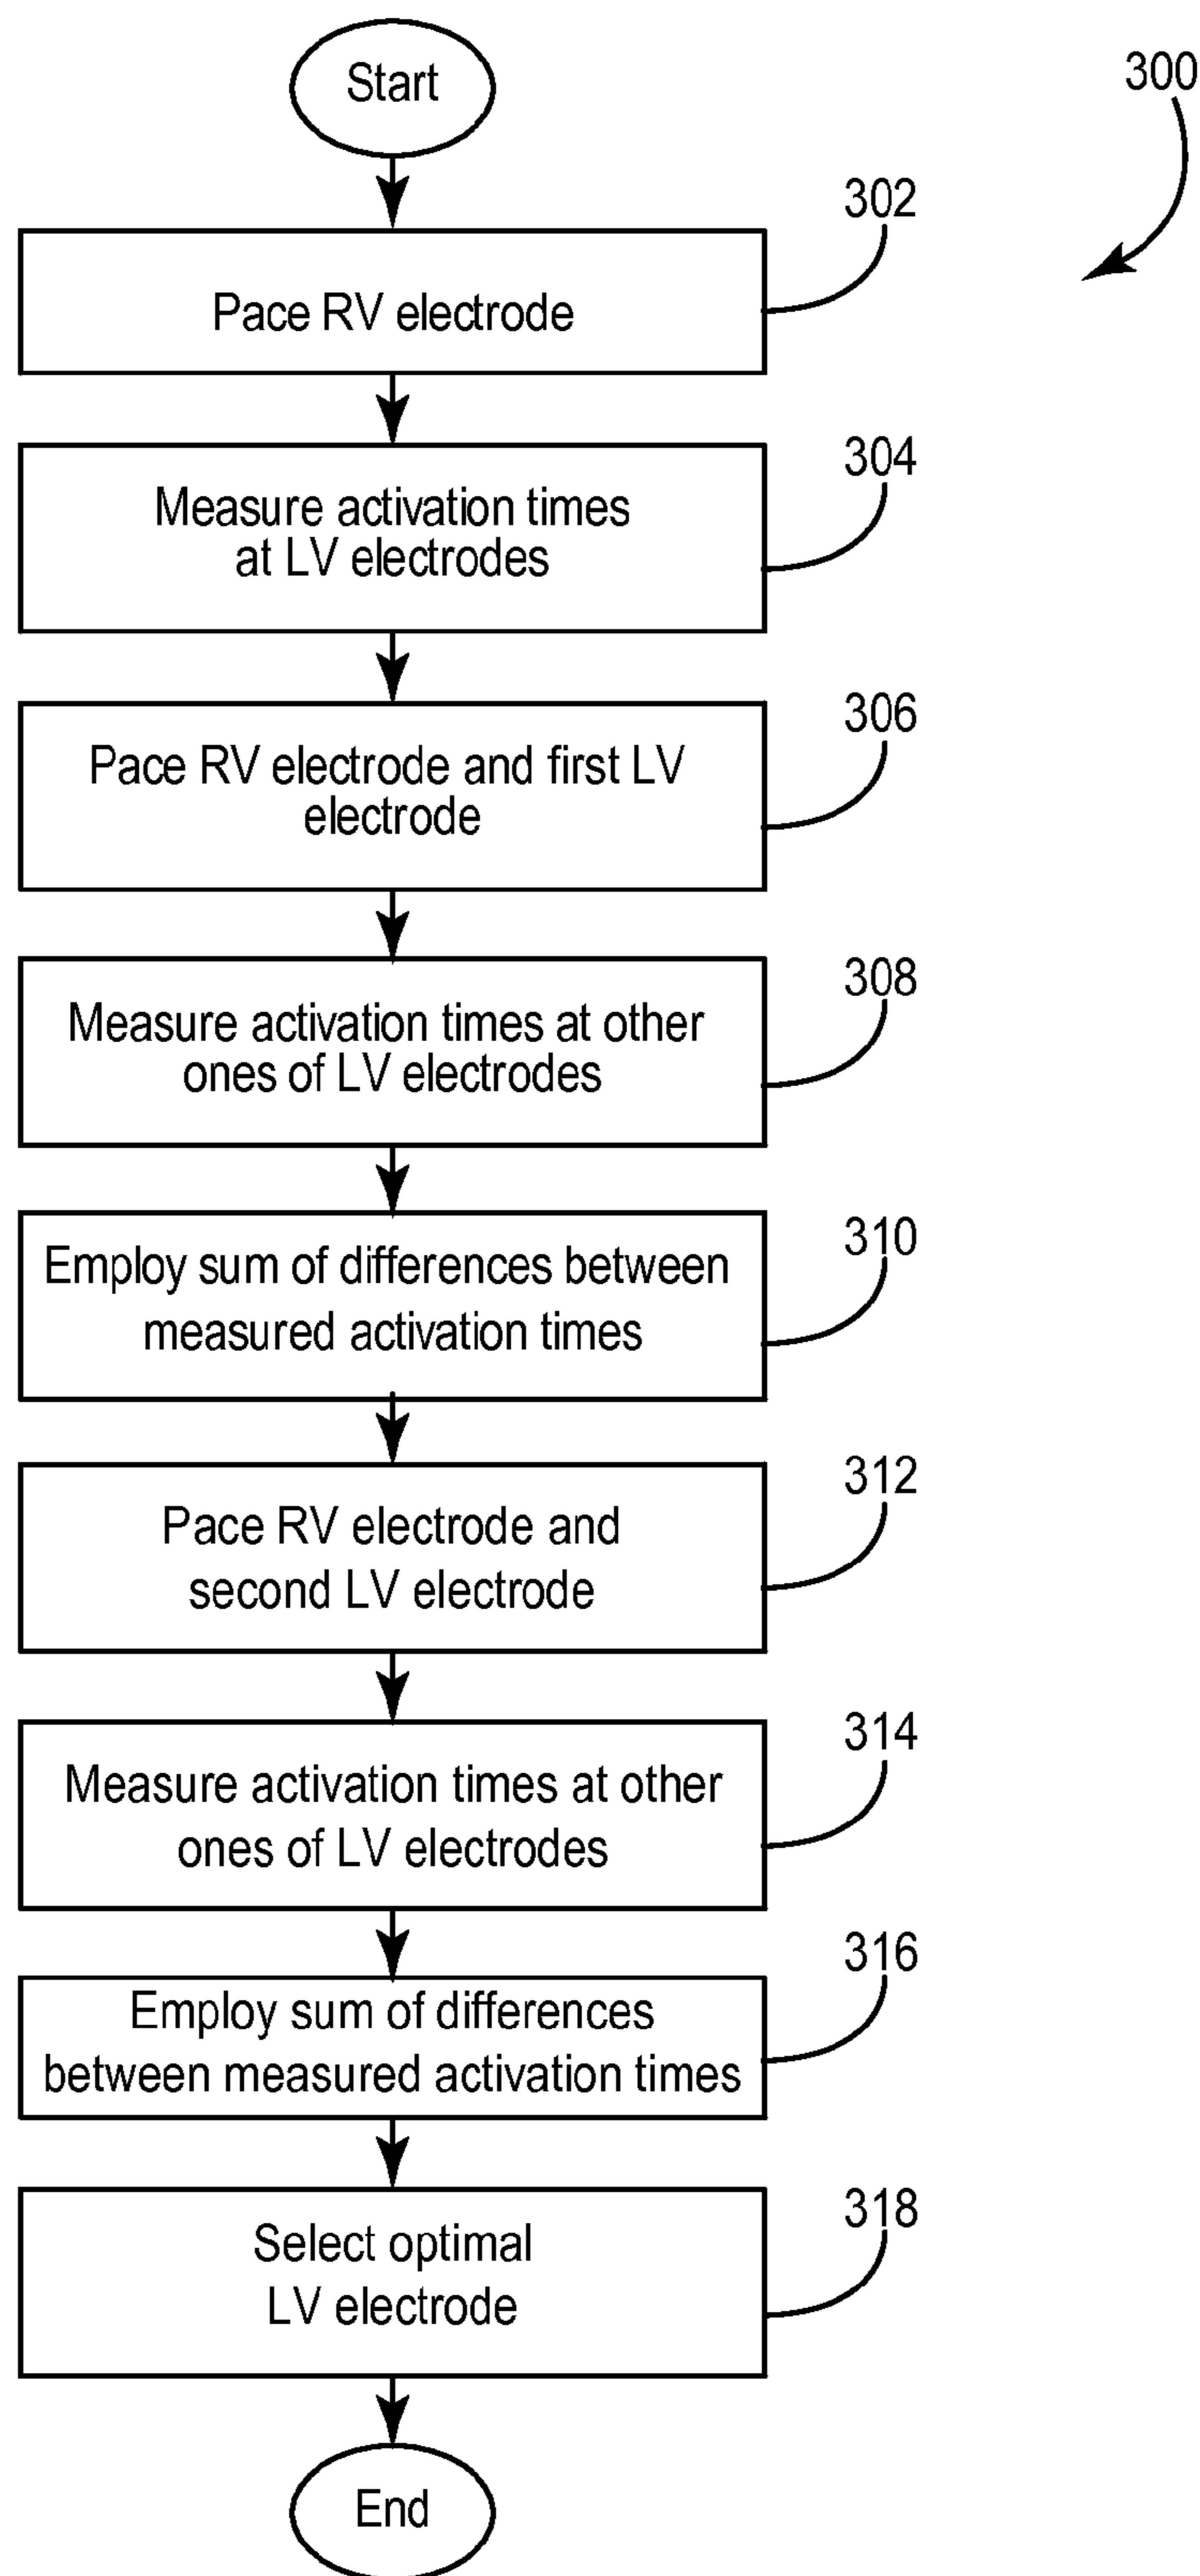 Start
300
302
Pace RV electrode
304
Measure activation times
at LV electrodes
306
Pace RV electrode and first LV
electrode
308
Measure activation times at other
ones of LV electrodes
310
Employ sum of differences between
measured activation times
312
Pace RV electrode and
second LV electrode
314
Measure activation times at other
ones of LV electrodes
316
Employ sum of differences
between measured activation times
318
Select optimal
LV electrode
End